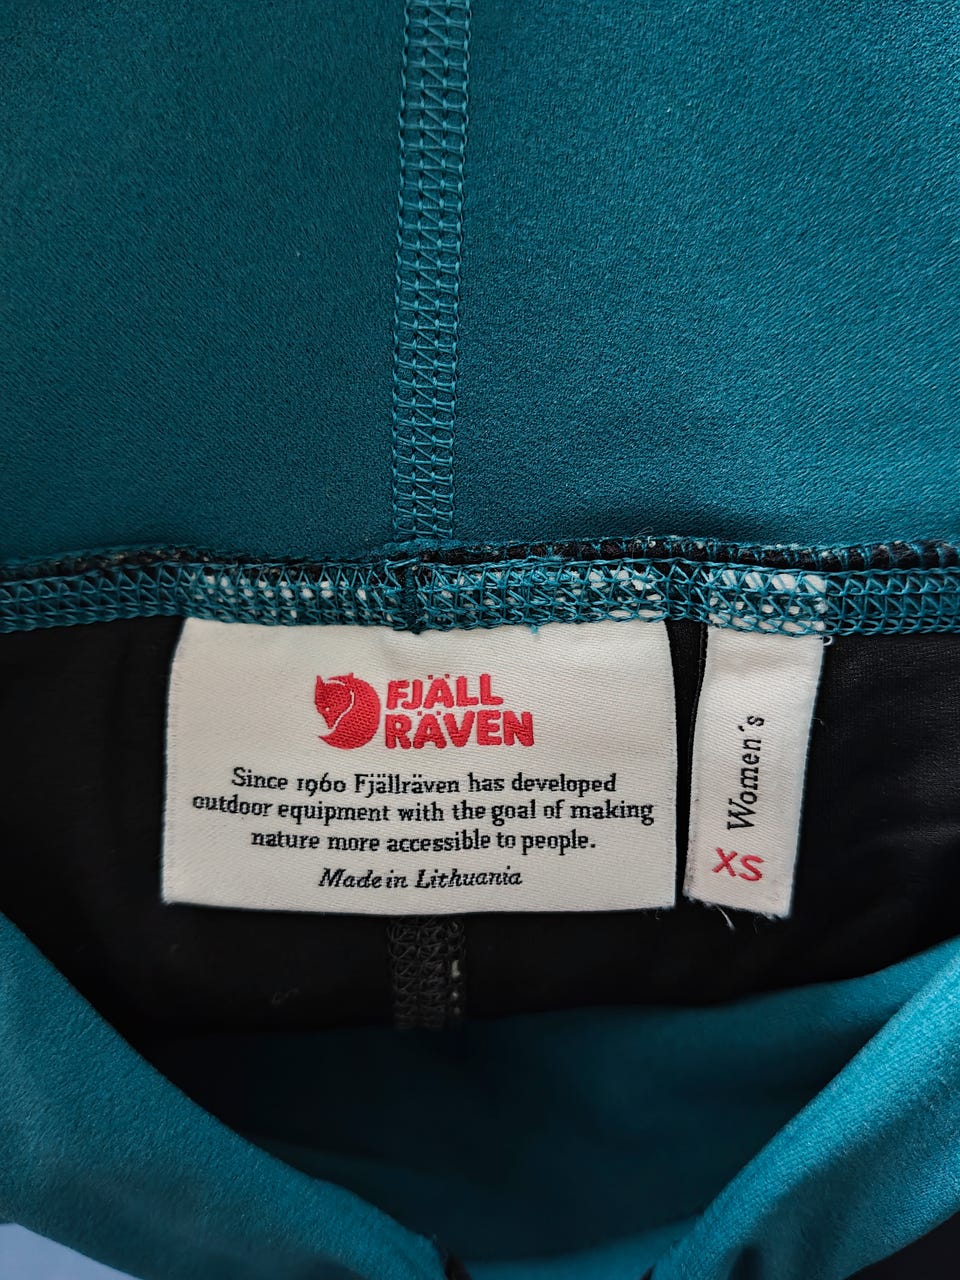 FJÄLL
RÄVEN
Since 1960 Fjällräven has developed
outdoor equipment with the goal of making
nature more accessible to people.
Made in Lithuania
Women´s
XS